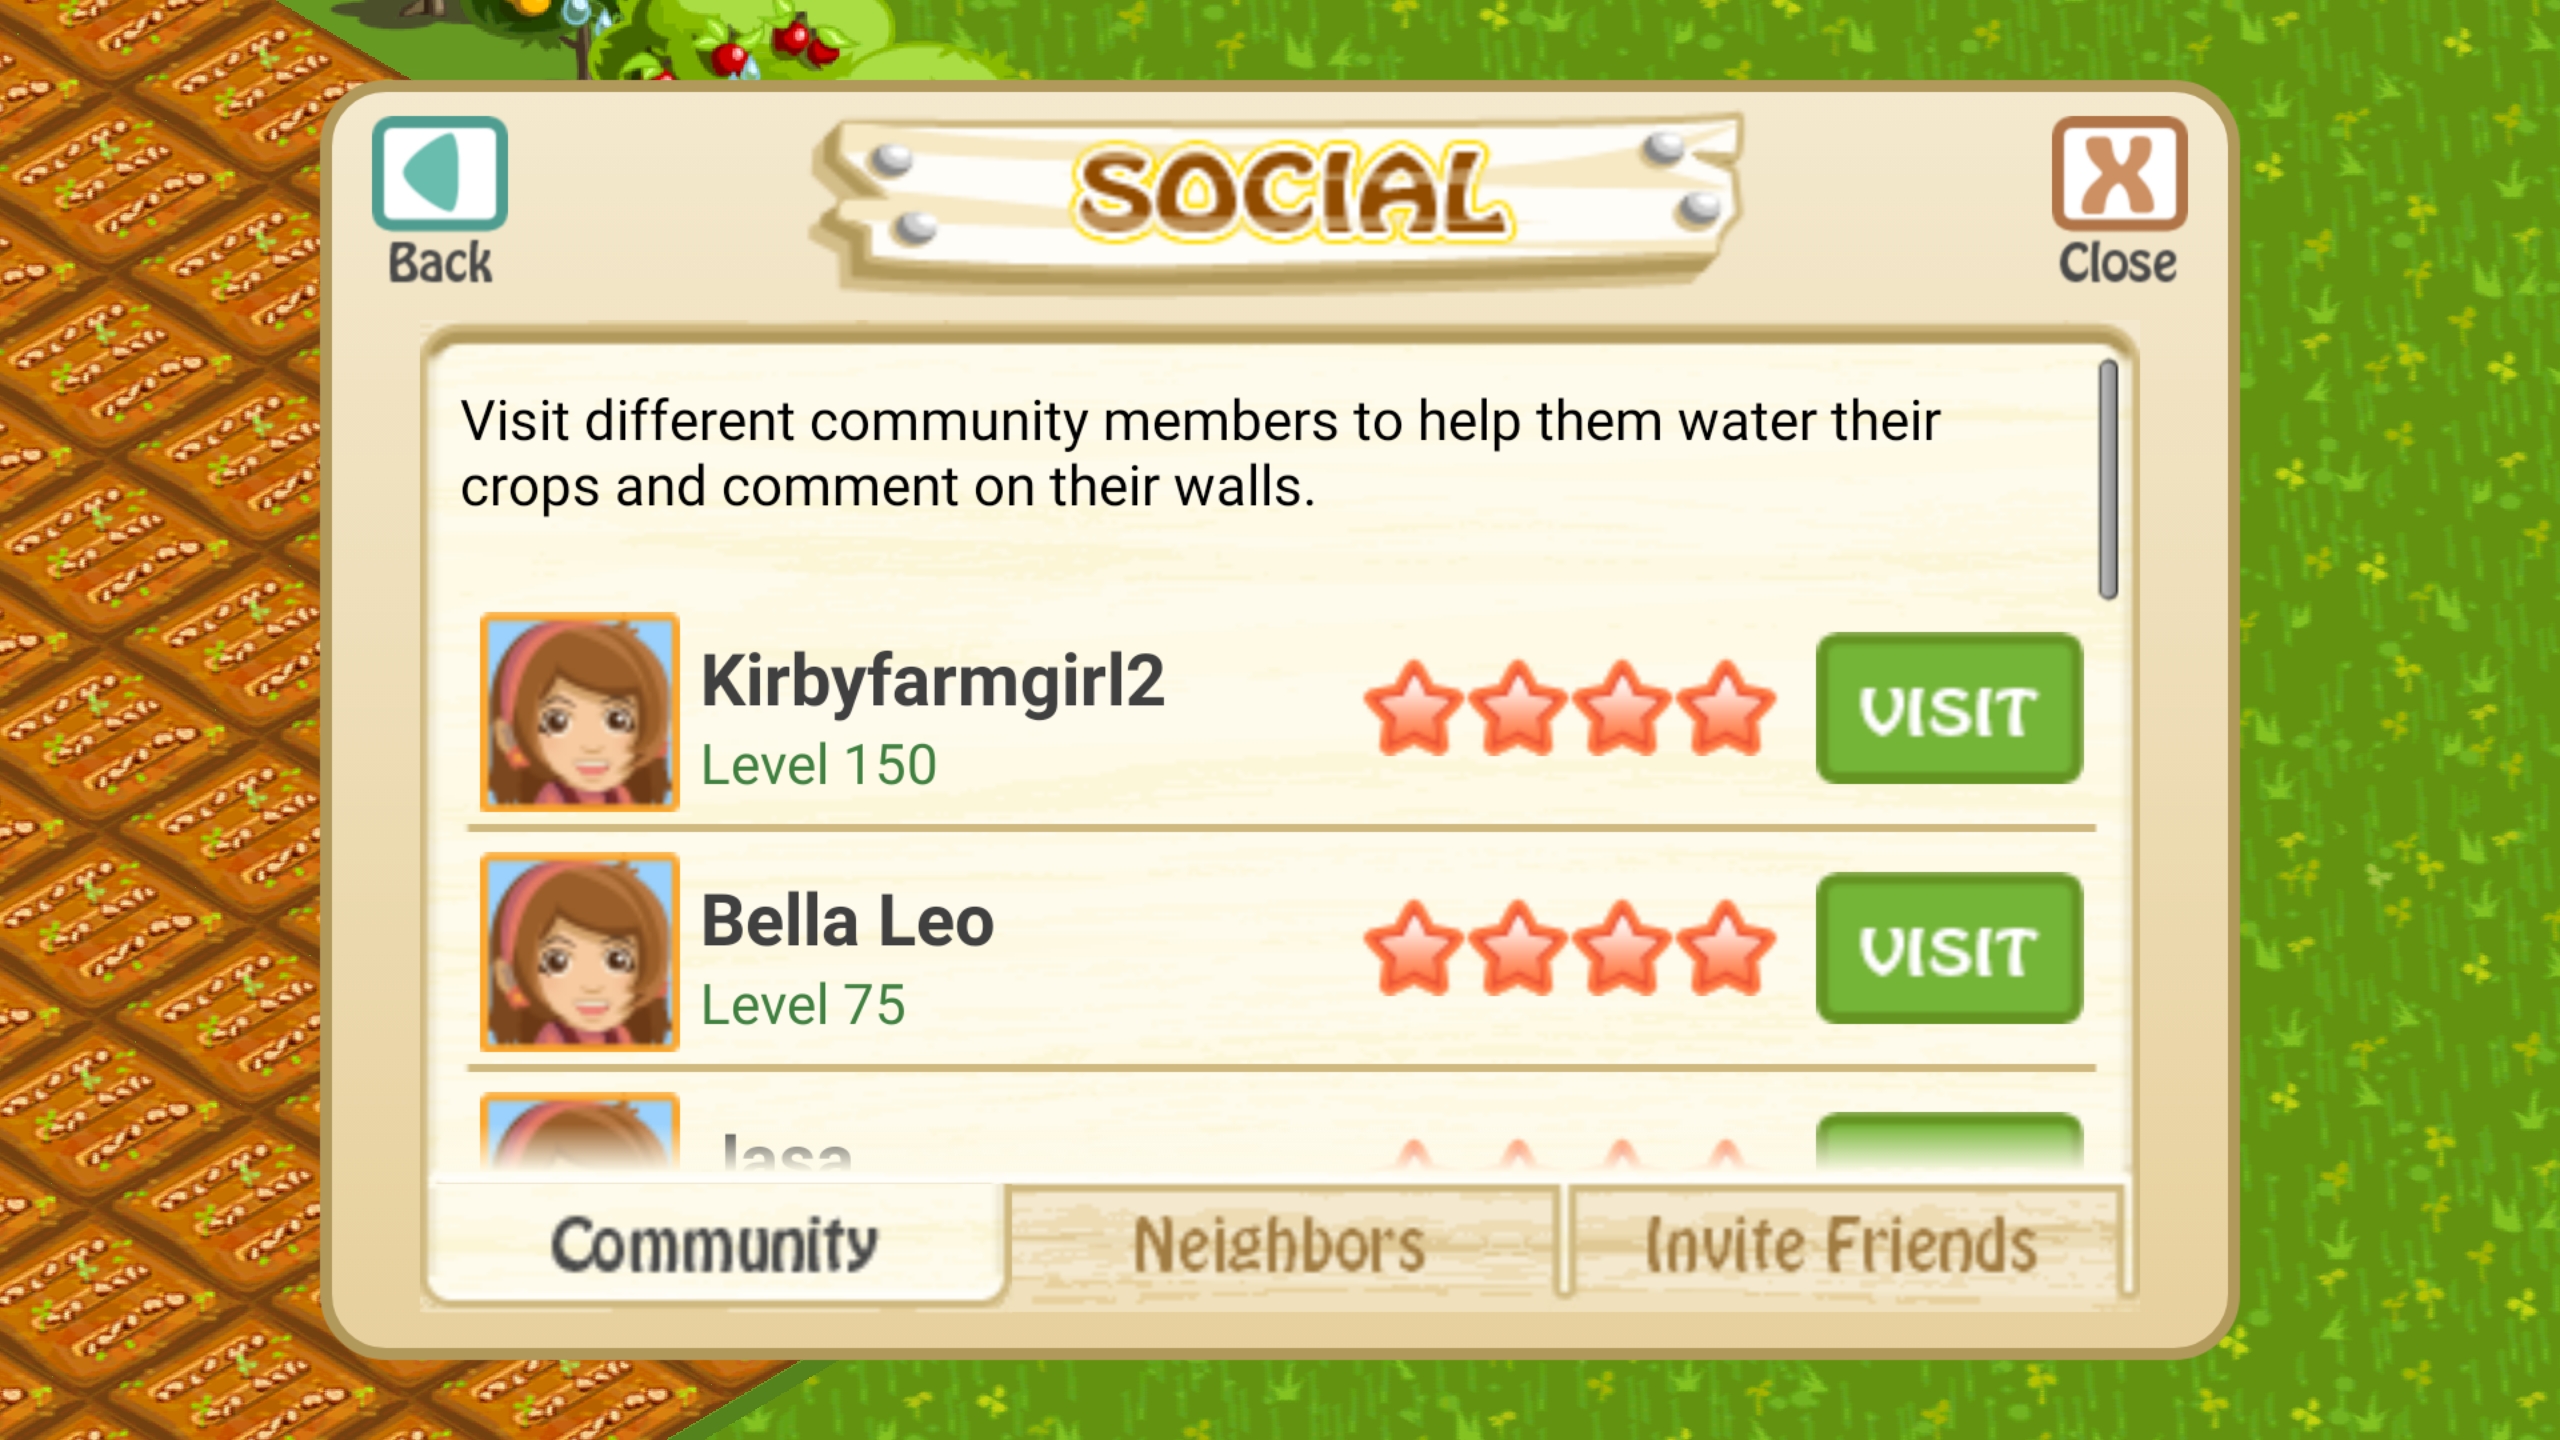 SOCIAL
Back
Close
Visit different community members to help them water their
crops and comment on their walls.
Kirbyfarmgirl2
Level 150
VISIT
Bella Leo
Level 75
VISIT
Community
Neighbors
Invite Friends